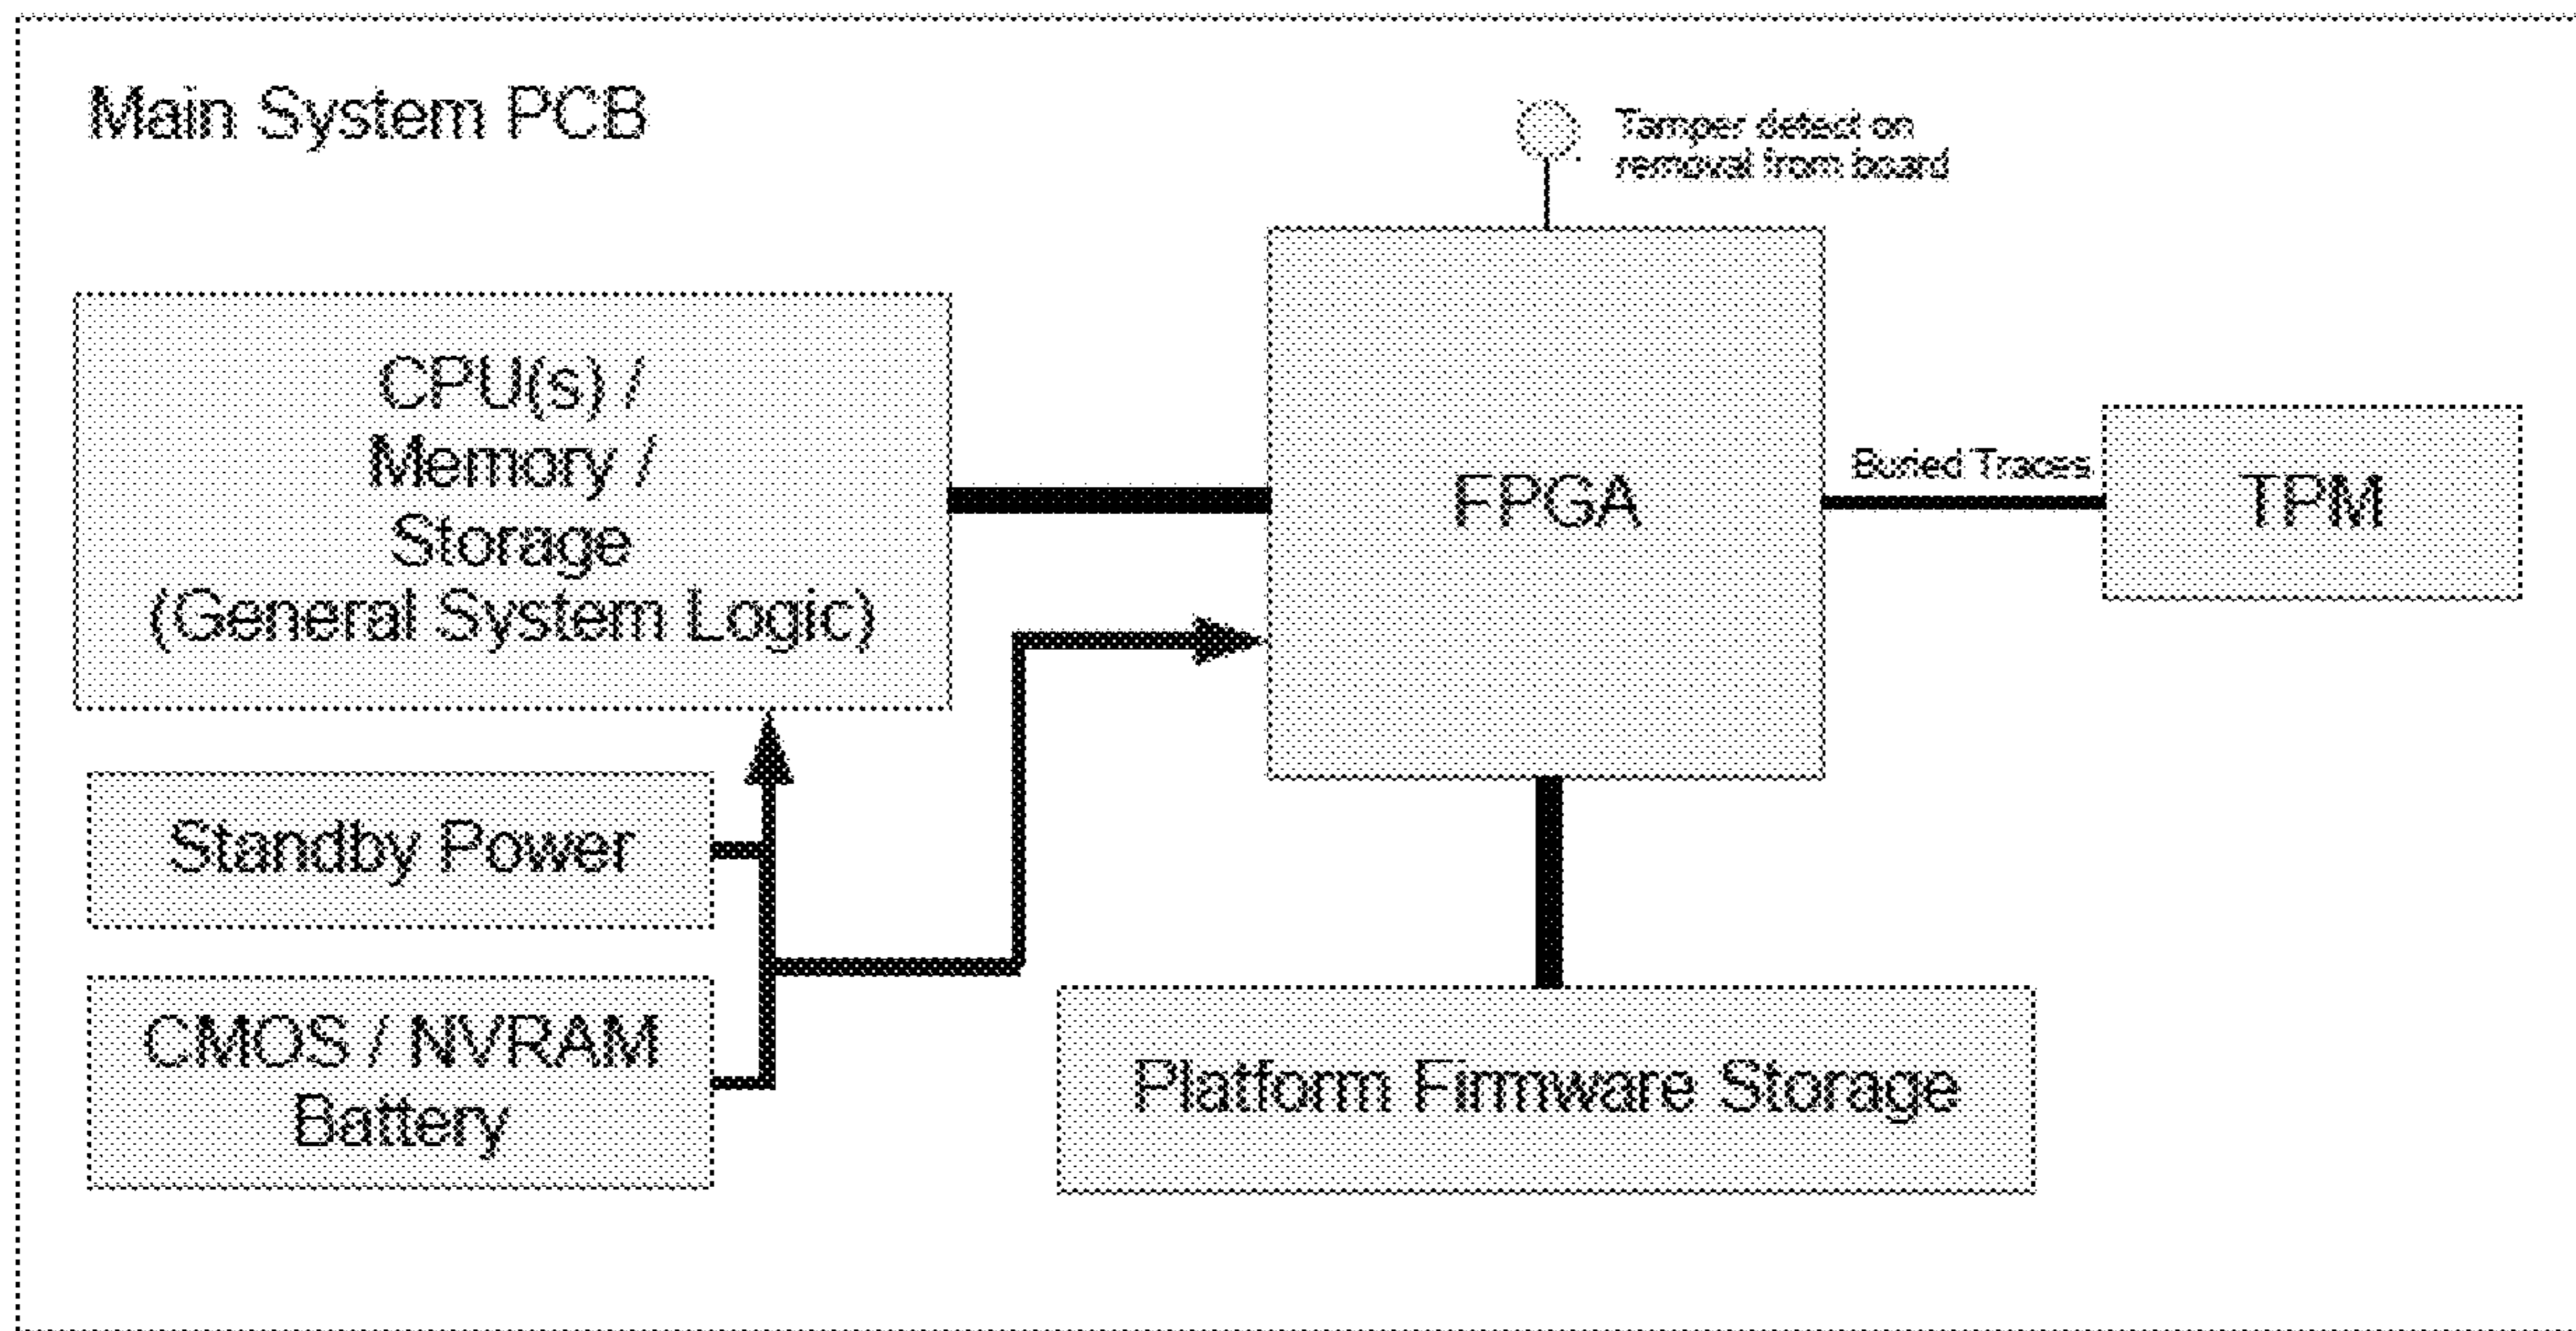 Main System PCB
Tamper detect on
removal from board
CPU(s) /
Memory /
Storage
(General System Logic)
FPGA
Buried Traces
TPM
Standby Power
CMOS / NVRAM
Battery
Platform Firmware Storage